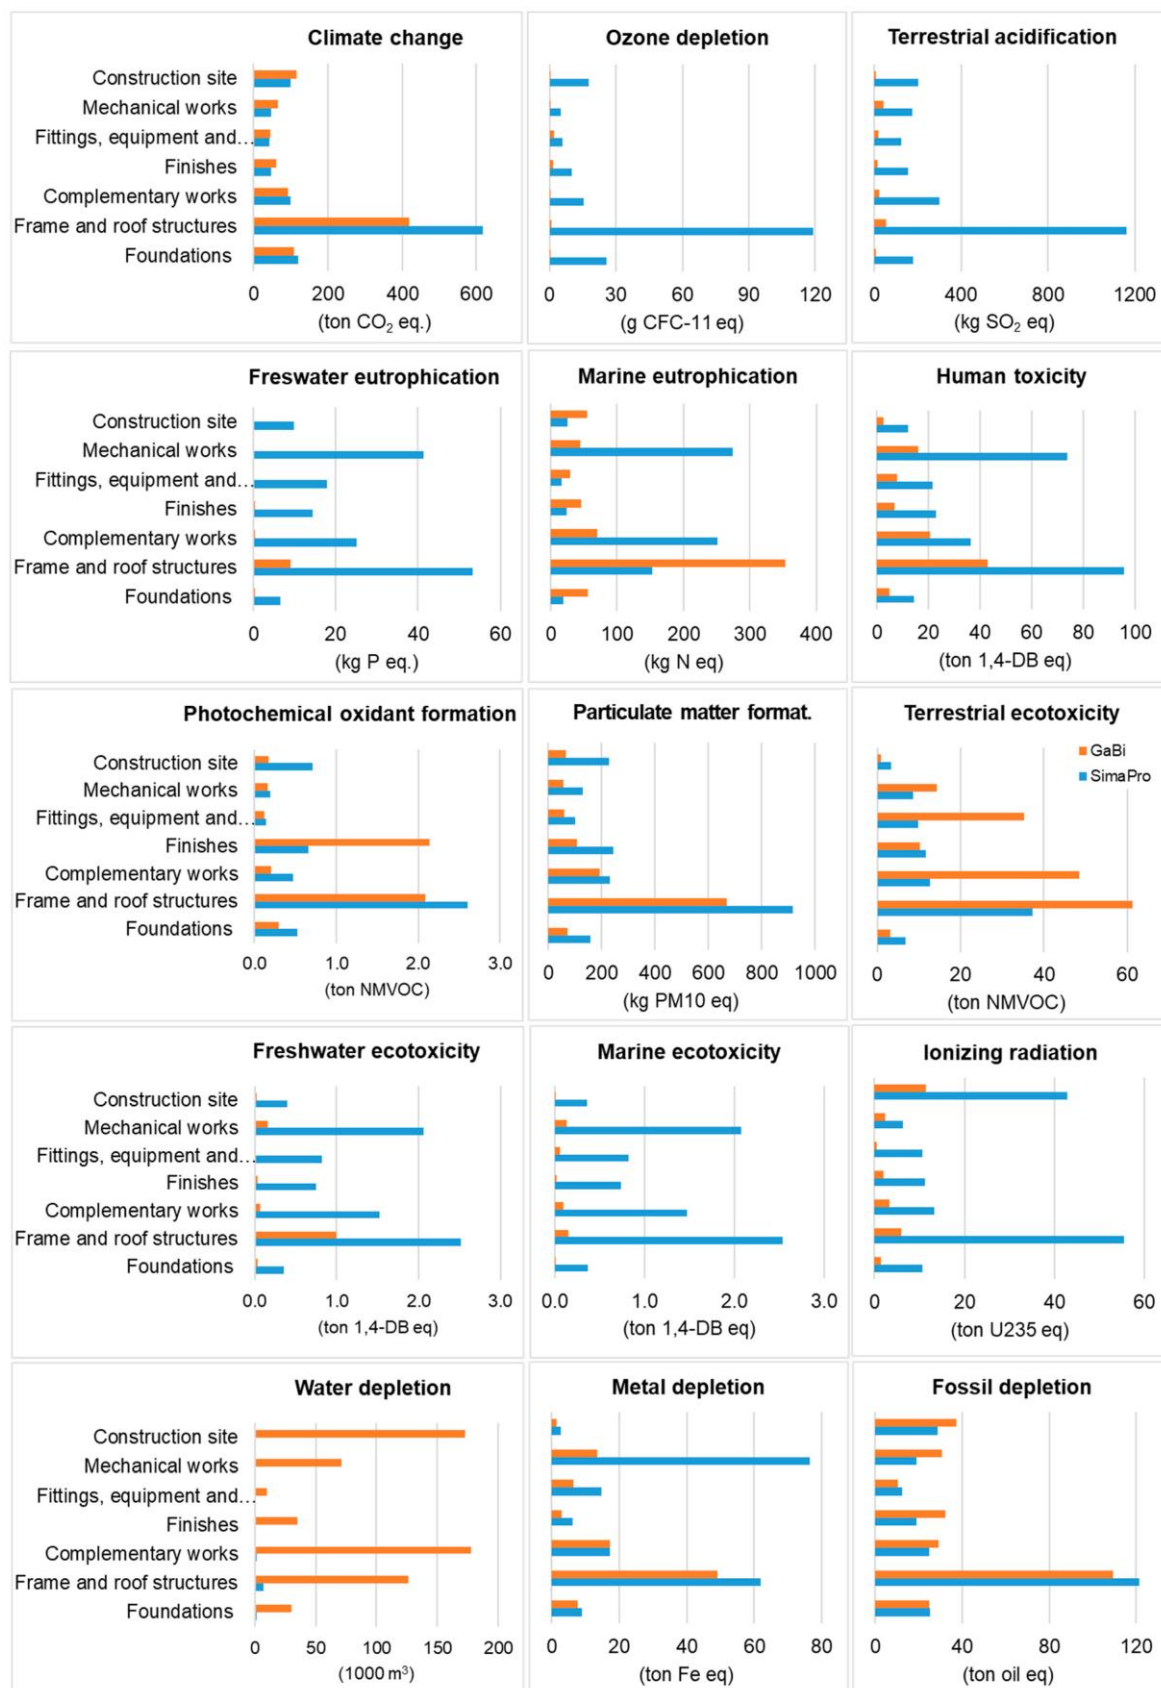 Climate change
Construction site
Mechanical works
Fittings, equipment and...
Finishes
Complementary works
Frame and roof structures
Foundations
0 200 400 600
(ton CO₂ eq.)
Ozone depletion
0 30 60 90 120
(g CFC-11 eq)
Terrestrial acidification
0 400 800 1200
(kg SO₂ eq)
Freswater eutrophication
Construction site
Mechanical works
Fittings, equipment and...
Finishes
Complementary works
Frame and roof structures
Foundations
0 20 40 60
(kg P eq.)
Marine eutrophication
0 100 200 300 400
(kg N eq)
Human toxicity
0 20 40 60 80 100
(ton 1,4-DB eq)
Photochemical oxidant formation
Construction site
Mechanical works
Fittings, equipment and...
Finishes
Complementary works
Frame and roof structures
Foundations
0.0 1.0 2.0 3.0
(ton NMVOC)
Particulate matter format.
0 200 400 600 800 1000
(kg PM10 eq)
Terrestrial ecotoxicity
GaBi
SimaPro
0 20 40 60
(ton NMVOC)
Freshwater ecotoxicity
Construction site
Mechanical works
Fittings, equipment and...
Finishes
Complementary works
Frame and roof structures
Foundations
0.0 1.0 2.0 3.0
(ton 1,4-DB eq)
Marine ecotoxicity
0.0 1.0 2.0 3.0
(ton 1,4-DB eq)
Ionizing radiation
0 20 40 60
(ton U235 eq)
Water depletion
Construction site
Mechanical works
Fittings, equipment and...
Finishes
Complementary works
Frame and roof structures
Foundations
0 50 100 150 200
(1000 m³)
Metal depletion
0 20 40 60 80
(ton Fe eq)
Fossil depletion
0 40 80 120
(ton oil eq)